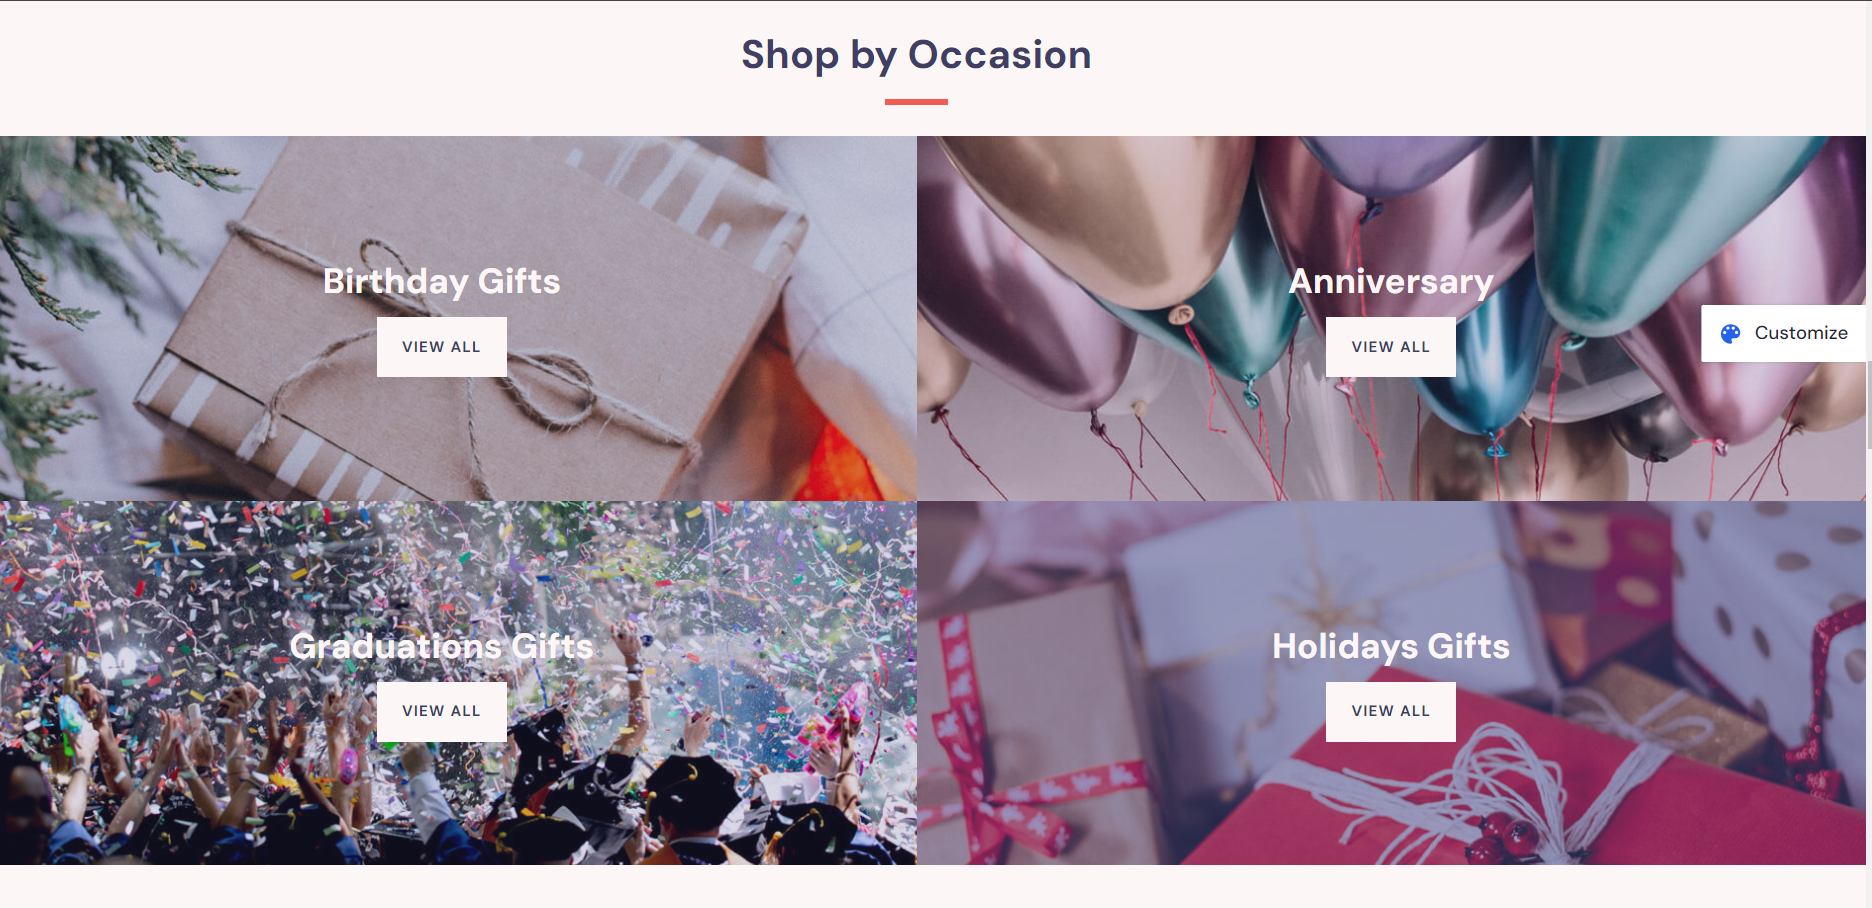 Shop by Occasion
Birthday Gifts
VIEW ALL
Anniversary
VIEW ALL
Customize
Graduations Gifts
VIEW ALL
Holidays Gifts
VIEW ALL